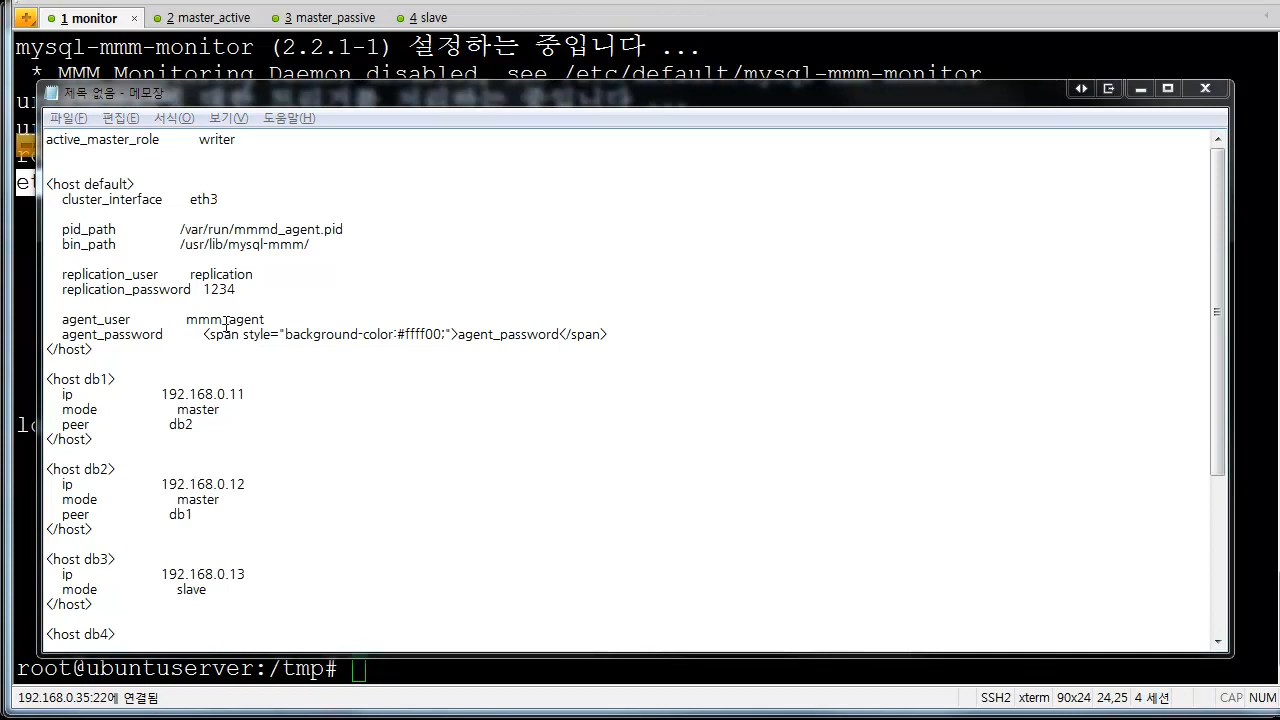 1 monitor × 2 master_active 3 master_passive 4 slave
mysql-mmm-monitor (2.2.1-1) 설정하는 중입니다 ...
* MMM Monitoring Daemon disabled, see /etc/default/mysql-mmm-monitor
제목 없음 - 메모장
파일(F) 편집(E) 서식(O) 보기(V) 도움말(H)
active_master_role writer
<host default>
cluster_interface eth3
pid_path /var/run/mmmd_agent.pid
bin_path /usr/lib/mysql-mmm/
replication_user replication
replication_password 1234
agent_user mmm_agent
agent_password <span style="background-color:#ffff00;">agent_password</span>
</host>
<host db1>
ip 192.168.0.11
mode master
peer db2
</host>
<host db2>
ip 192.168.0.12
mode master
peer db1
</host>
<host db3>
ip 192.168.0.13
mode slave
</host>
<host db4>
root@ubuntuserver:/tmp#
192.168.0.35:22에 연결됨 SSH2 xterm 90x24 24,25 4 세션 CAP NUM